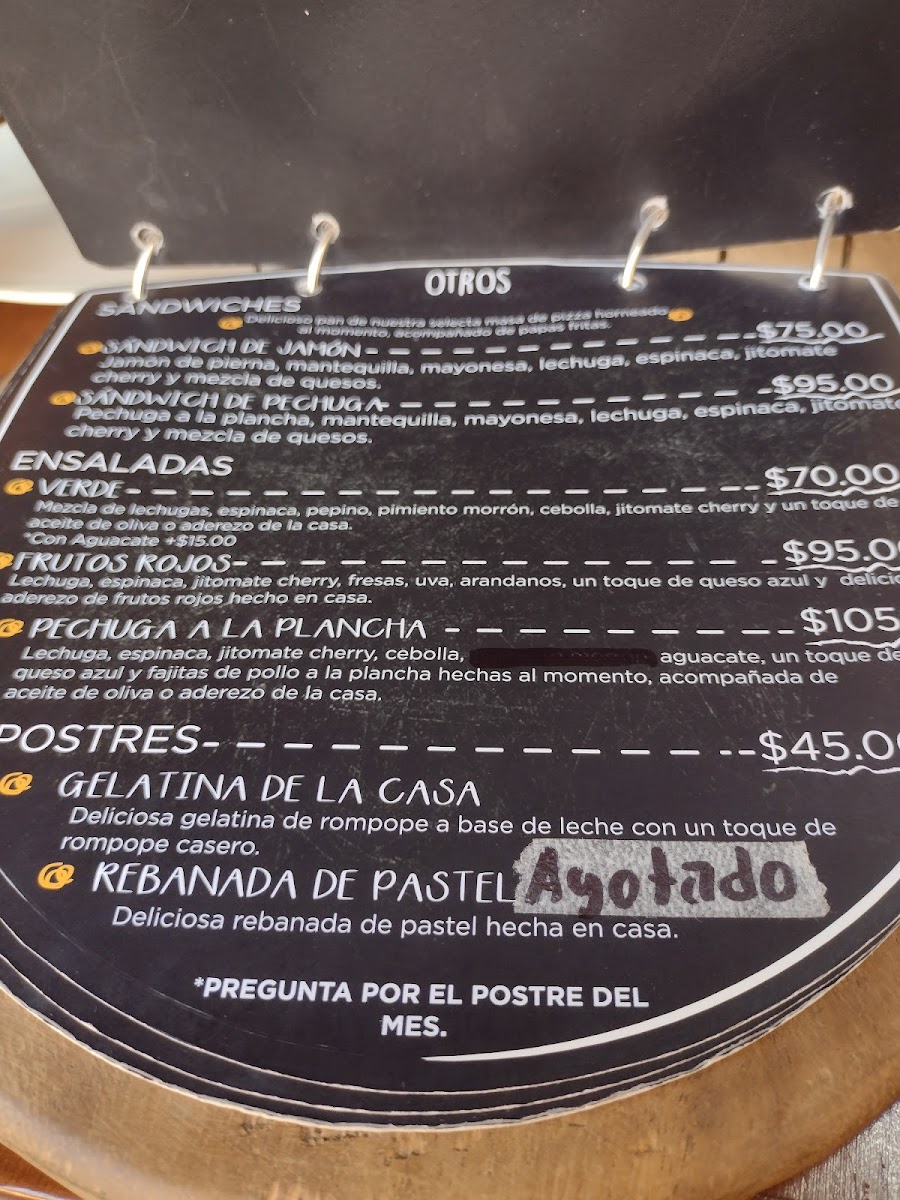 OTROS
SANDWICHES
Delicioso pan de nuestra selecta masa de pizza horneado
al momento, acompañado de papas fritas.
SÁNDWICH DE JAMÓN - - - - - - - - - - - - - $75.00
Jamón de pierna, mantequilla, mayonesa, lechuga, espinaca, jitomate
cherry y mezcla de quesos.
SÁNDWICH DE PECHUGA - - - - - - - - - - - - - $95.00
Pechuga a la plancha, mantequilla, mayonesa, lechuga, espinaca, jitomate
cherry y mezcla de quesos.
ENSALADAS
VERDE - - - - - - - - - - - - - - - - - - $70.00
Mezcla de lechugas, espinaca, pepino, pimiento morrón, cebolla, jitomate cherry y un toque de
aceite de oliva o aderezo de la casa.
*Con Aguacate +$15.00
FRUTOS ROJOS - - - - - - - - - - - - - - - $95.0
Lechuga, espinaca, jitomate cherry, fresas, uva, arandanos, un toque de queso azul y delicio
aderezo de frutos rojos hecho en casa.
PECHUGA A LA PLANCHA - - - - - - - - - - $105
Lechuga, espinaca, jitomate cherry, cebolla, aguacate, un toque de
queso azul y fajitas de pollo a la plancha hechas al momento, acompañada de
aceite de oliva o aderezo de la casa.
POSTRES - - - - - - - - - - - - - - - $45.0
GELATINA DE LA CASA
Deliciosa gelatina de rompope a base de leche con un toque de
rompope casero.
REBANADA DE PASTEL Agotado
Deliciosa rebanada de pastel hecha en casa.
*PREGUNTA POR EL POSTRE DEL
MES.